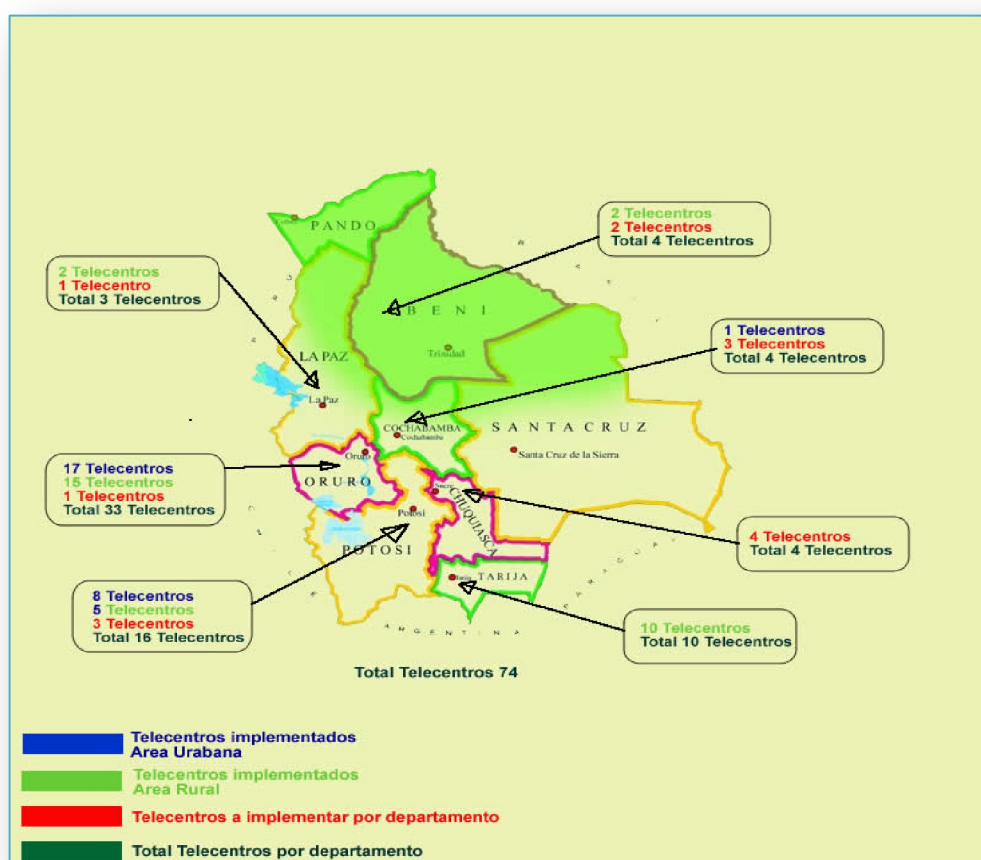 PANDO
2 Telecentros
2 Telecentros
Total 4 Telecentros
2 Telecentros
1 Telecentro
Total 3 Telecentros
BENI
Trinidad
1 Telecentros
3 Telecentros
Total 4 Telecentros
LA PAZ
La Paz
COCHABAMBA
Cochabamba
SANTA CRUZ
Santa Cruz de la Sierra
17 Telecentros
15 Telecentros
1 Telecentros
Total 33 Telecentros
Oruro
ORURO
Sucre
CHUQUIASCA
Potosi
POTOSI
4 Telecentros
Total 4 Telecentros
8 Telecentros
5 Telecentros
3 Telecentros
Total 16 Telecentros
TARIJA
10 Telecentros
Total 10 Telecentros
ARGENTINA
Total Telecentros 74
Telecentros implementados
Area Urabana
Telecentros implementados
Area Rural
Telecentros a implementar por departamento
Total Telecentros por departamento